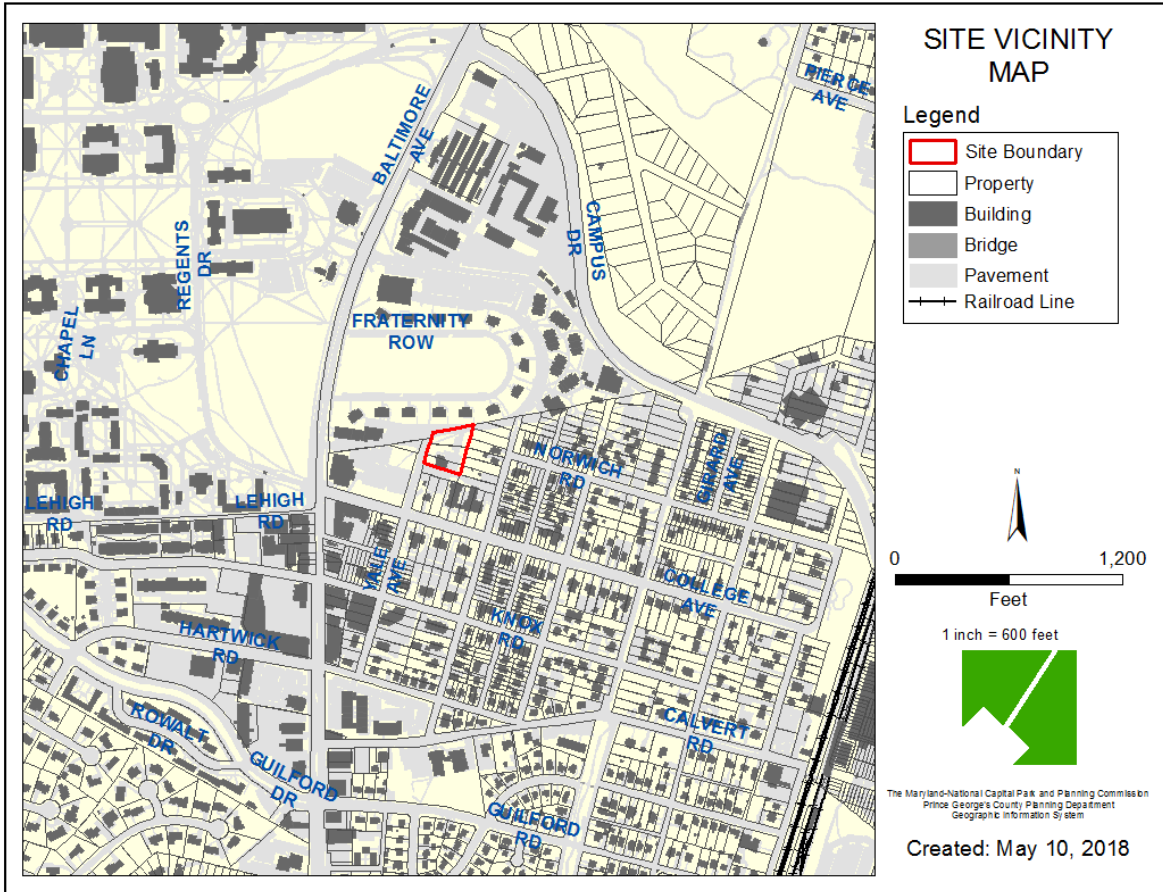 SITE VICINITY
MAP
Legend
Site Boundary
Property
Building
Bridge
Pavement
Railroad Line
PIERCE
AVE
BALTIMORE
AVE
CAMPUS
DR
REGENTS
DR
CHAPEL
LN
FRATERNITY
ROW
NORWICH
RD
GIRARD
AVE
LEHIGH
RD
LEHIGH
RD
YALE
AVE
COLLEGE
AVE
KNOX
RD
HARTWICK
RD
CALVERT
RD
ROWALT
DR
GUILFORD
DR
GUILFORD
RD
N
0 1,200
Feet
1 inch = 600 feet
The Maryland-National Capital Park and Planning Commission
Prince George's County Planning Department
Geographic Information System
Created: May 10, 2018